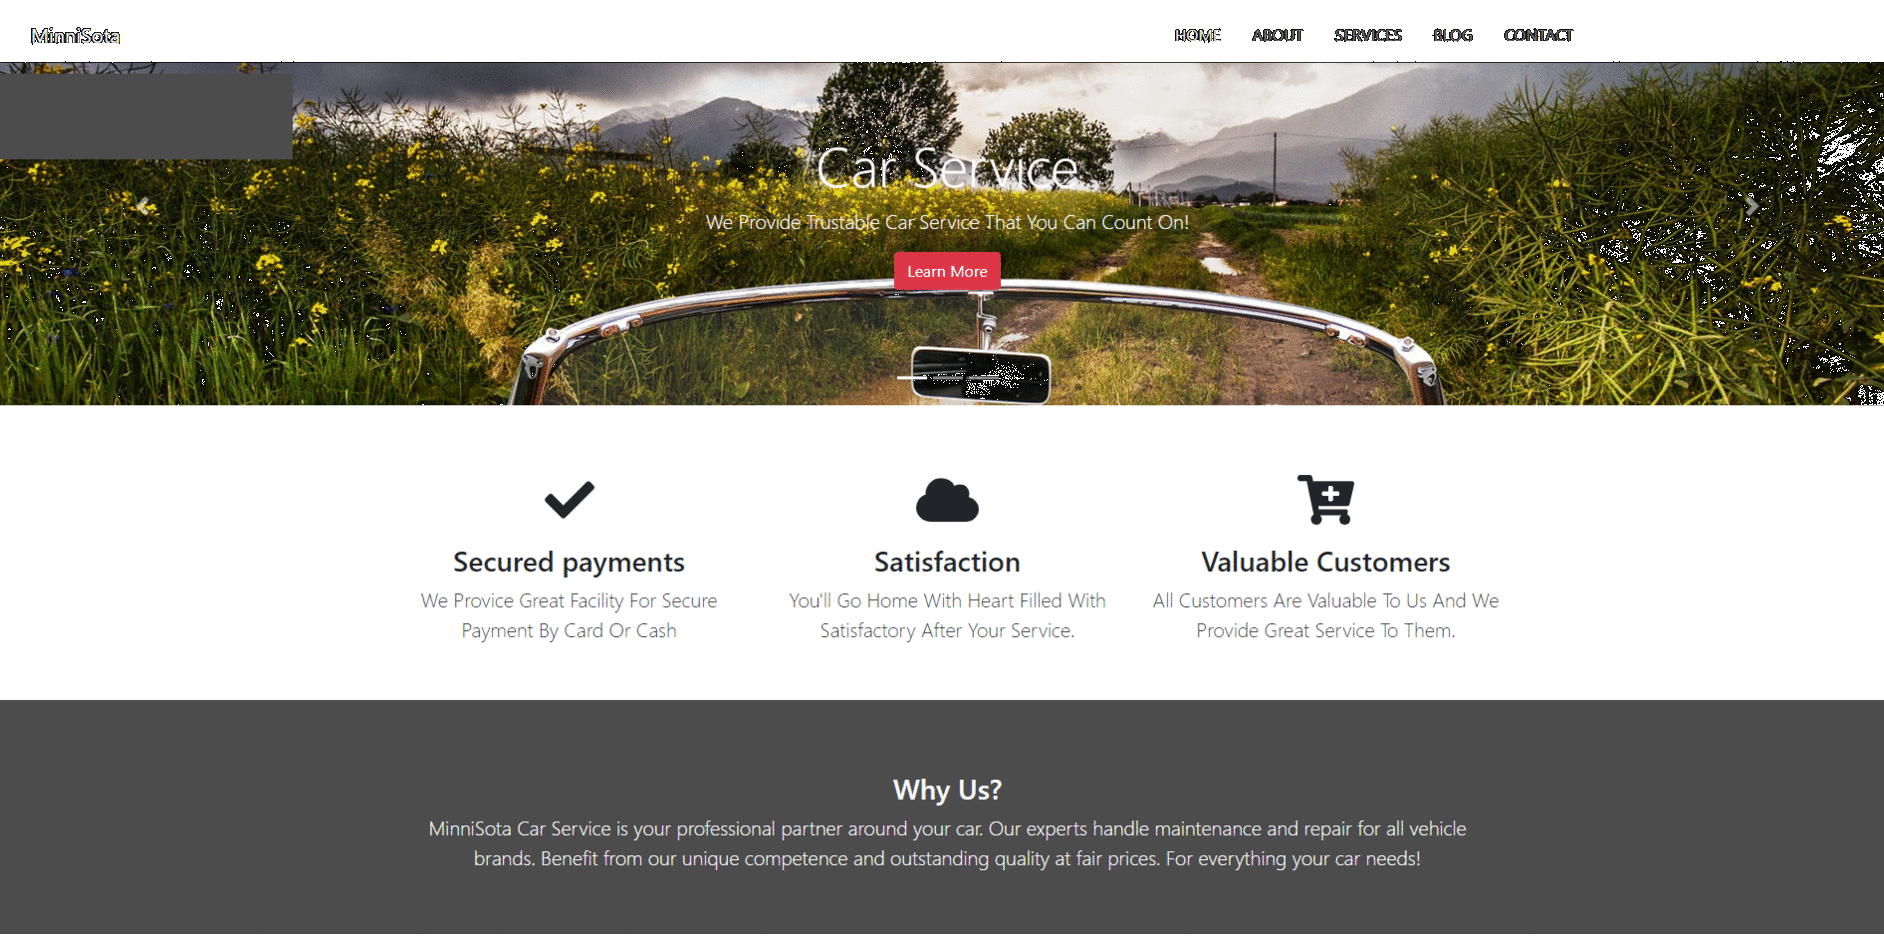 MinniSota
HOME ABOUT SERVICES BLOG CONTACT
Car Service
We Provide Trustable Car Service That You Can Count On!
Learn More
Secured payments
We Provice Great Facility For Secure
Payment By Card Or Cash
Satisfaction
You'll Go Home With Heart Filled With
Satisfactory After Your Service.
Valuable Customers
All Customers Are Valuable To Us And We
Provide Great Service To Them.
Why Us?
MinniSota Car Service is your professional partner around your car. Our experts handle maintenance and repair for all vehicle
brands. Benefit from our unique competence and outstanding quality at fair prices. For everything your car needs!